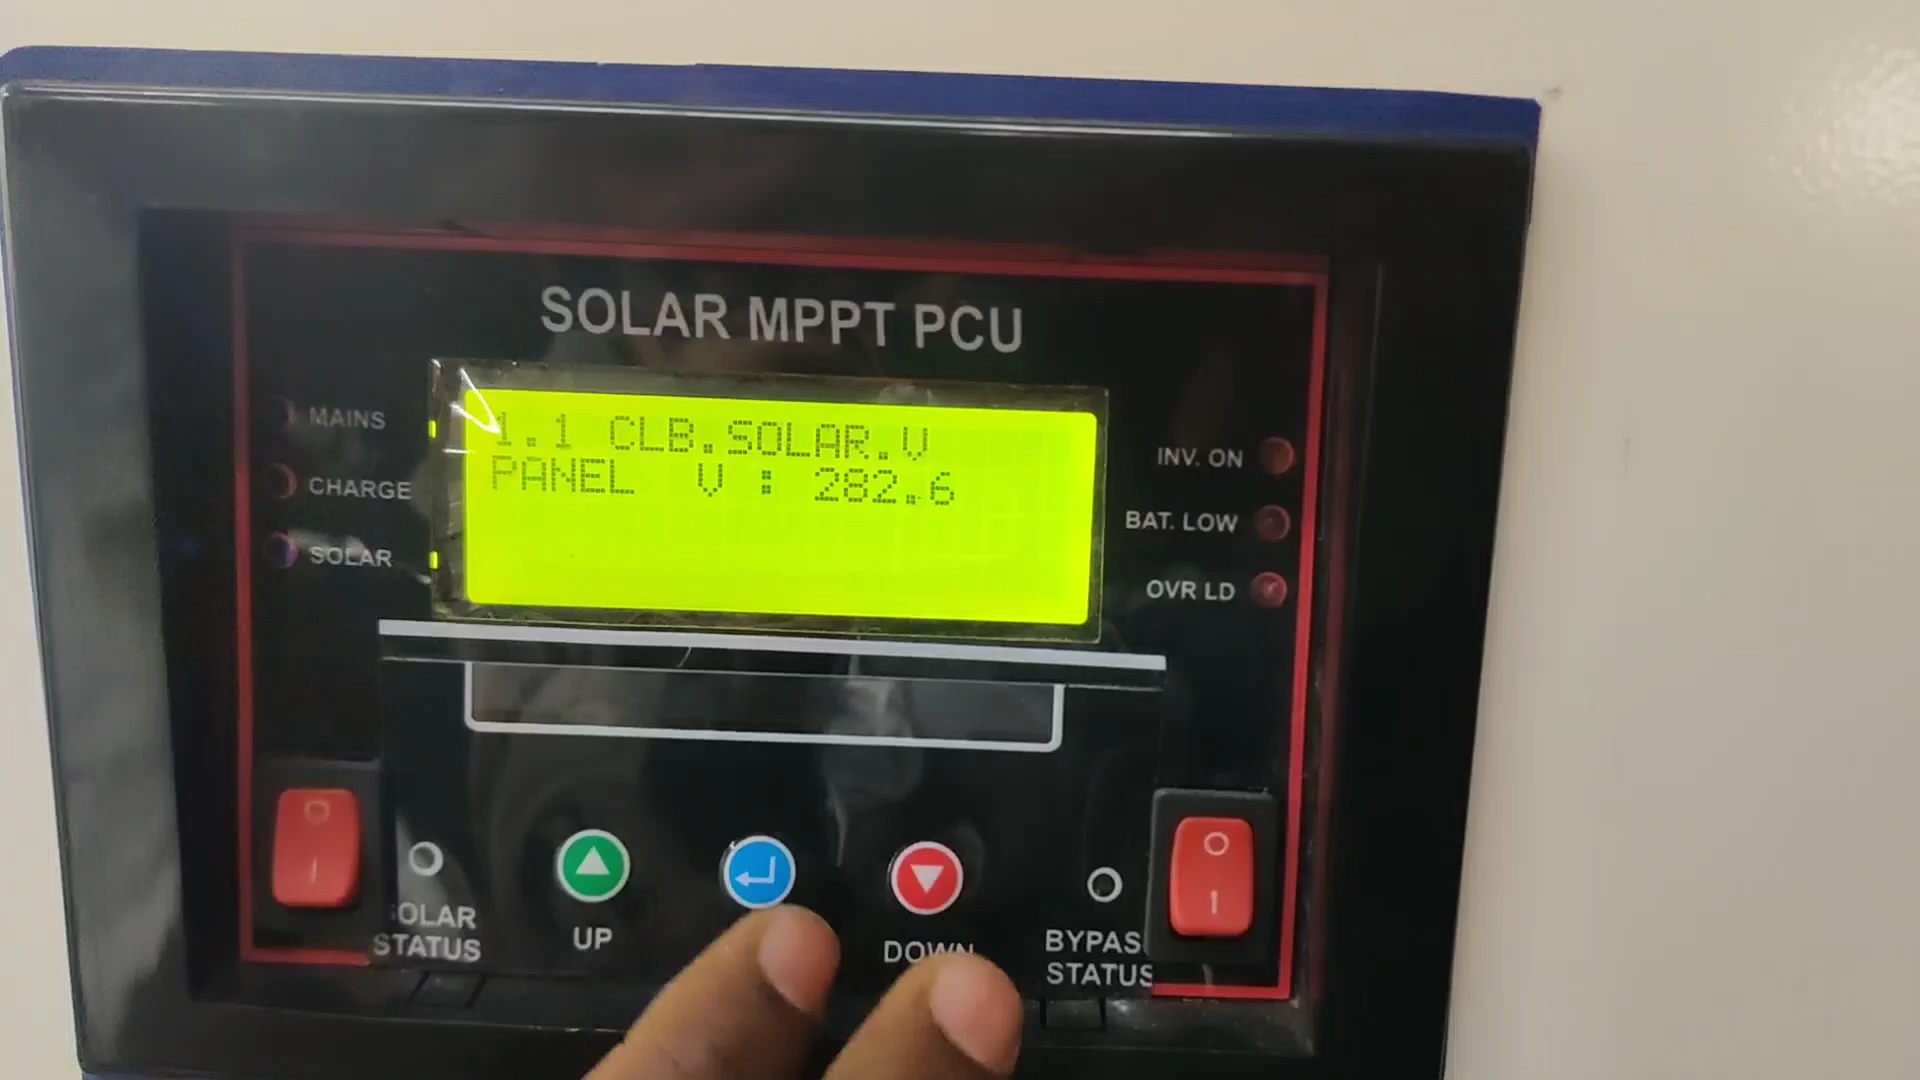 SOLAR MPPT PCU
MAINS
CHARGE
SOLAR
1.1 CLB.SOLAR.V
PANEL V : 282.6
INV. ON
BAT. LOW
OVR LD
O
I
OLAR
STATUS
UP
DOWN
BYPAS
STATUS
O
I